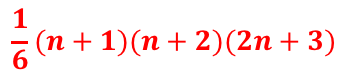 1/6 (n + 1)(n + 2)(2n + 3)